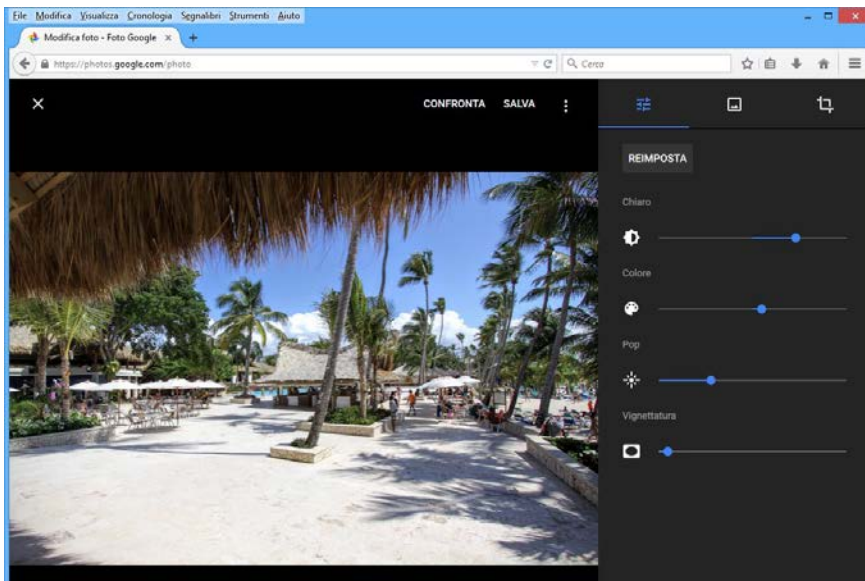 File Modifica Visualizza Cronologia Segnalibri Strumenti Aiuto
Modifica foto - Foto Google
https://photos.google.com/photo
Cerca
CONFRONTA SALVA
REIMPOSTA
Chiaro
Colore
Pop
Vignettatura